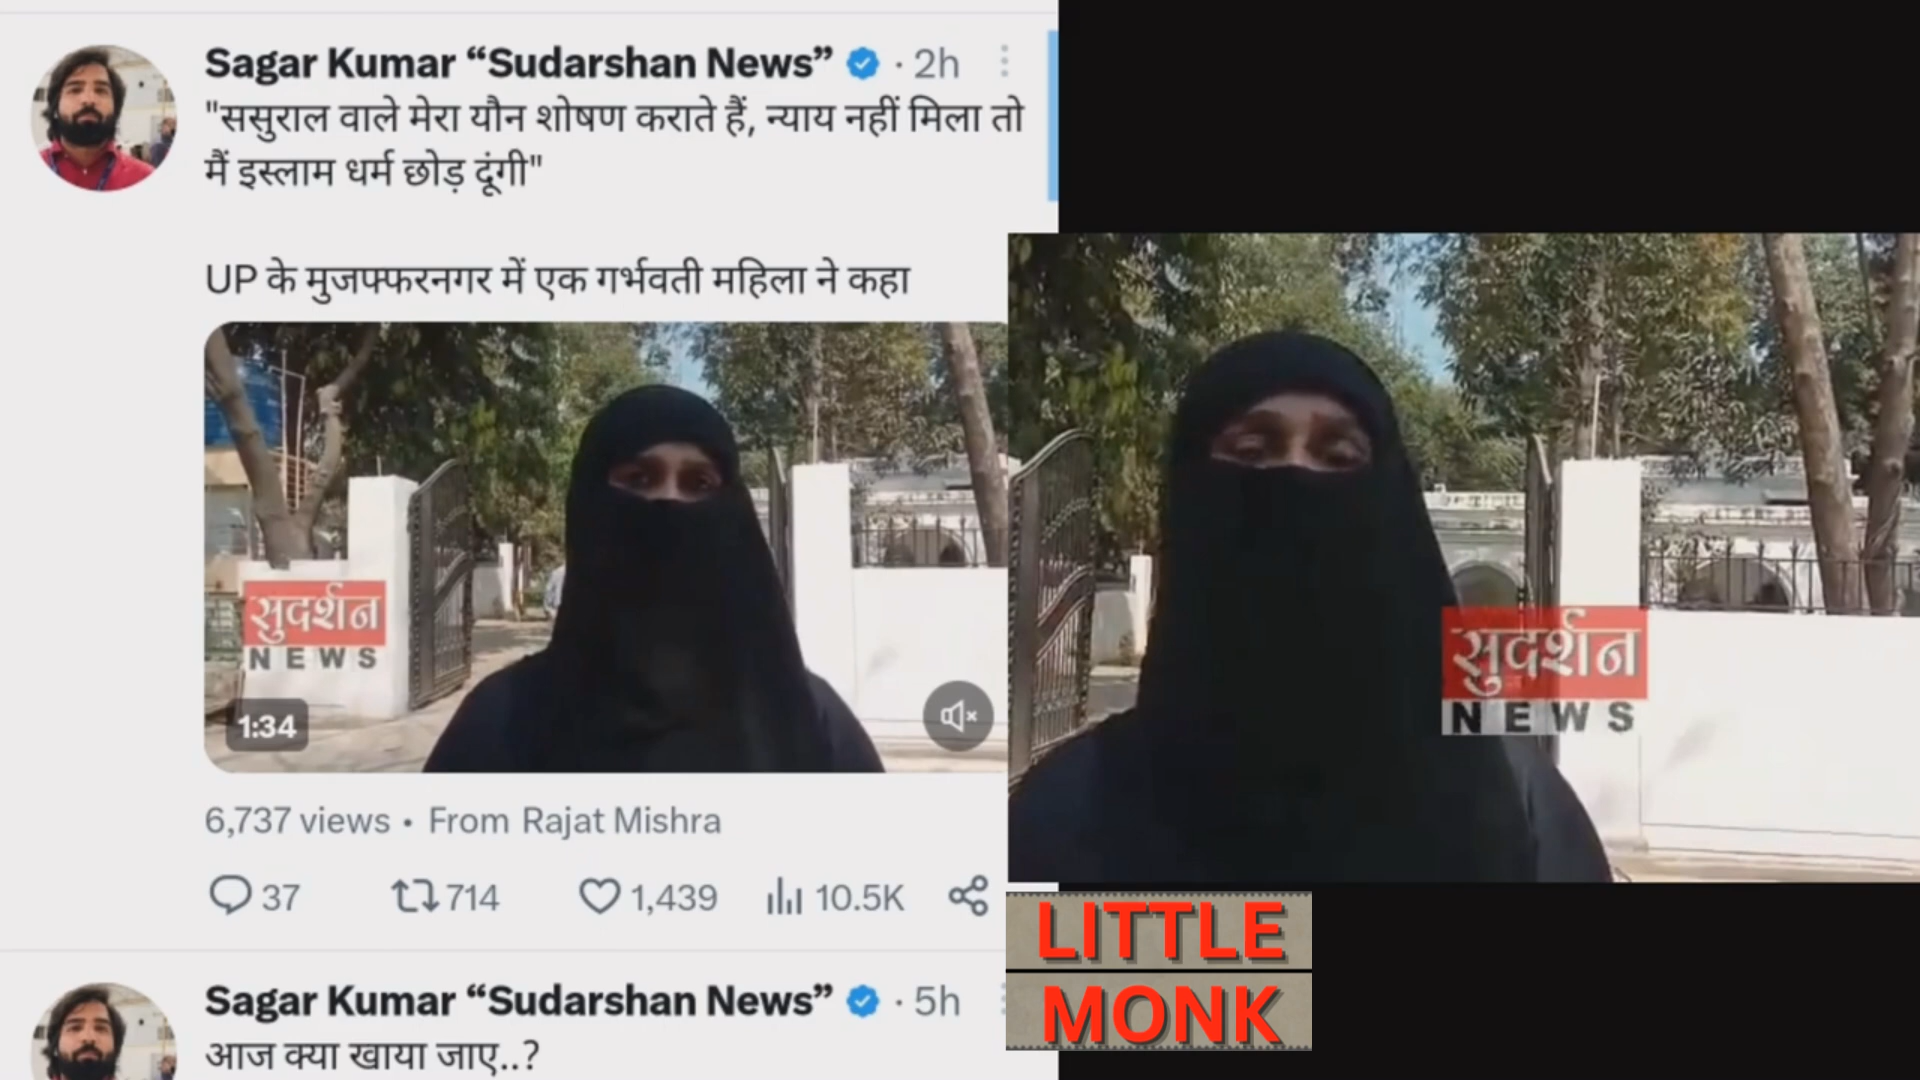 Sagar Kumar “Sudarshan News” · 2h
"ससुराल वाले मेरा यौन शोषण कराते हैं, न्याय नहीं मिला तो
मैं इस्लाम धर्म छोड़ दूंगी"
UP के मुजफ्फरनगर में एक गर्भवती महिला ने कहा
सुदर्शन
NEWS
1:34
सुदर्शन
NEWS
6,737 views • From Rajat Mishra
37 714 1,439 10.5K
LITTLE
MONK
Sagar Kumar “Sudarshan News” · 5h
आज क्या खाया जाए..?